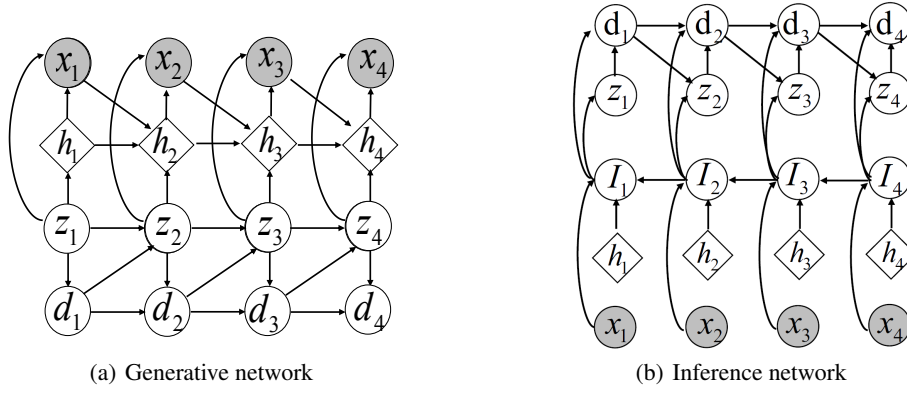 x₁ x₂ x₃ x₄
h₁ h₂ h₃ h₄
z₁ z₂ z₃ z₄
d₁ d₂ d₃ d₄
(a) Generative network
d₁ d₂ d₃ d₄
z₁ z₂ z₃ z₄
I₁ I₂ I₃ I₄
h₁ h₂ h₃ h₄
x₁ x₂ x₃ x₄
(b) Inference network